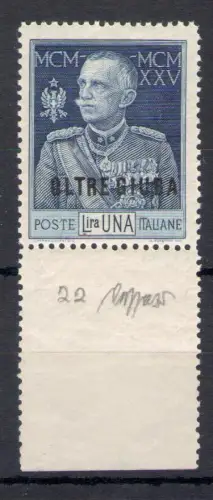 MCM MCM
XXV
OLTRE GIUBA
POSTE Lira UNA ITALIANE
22